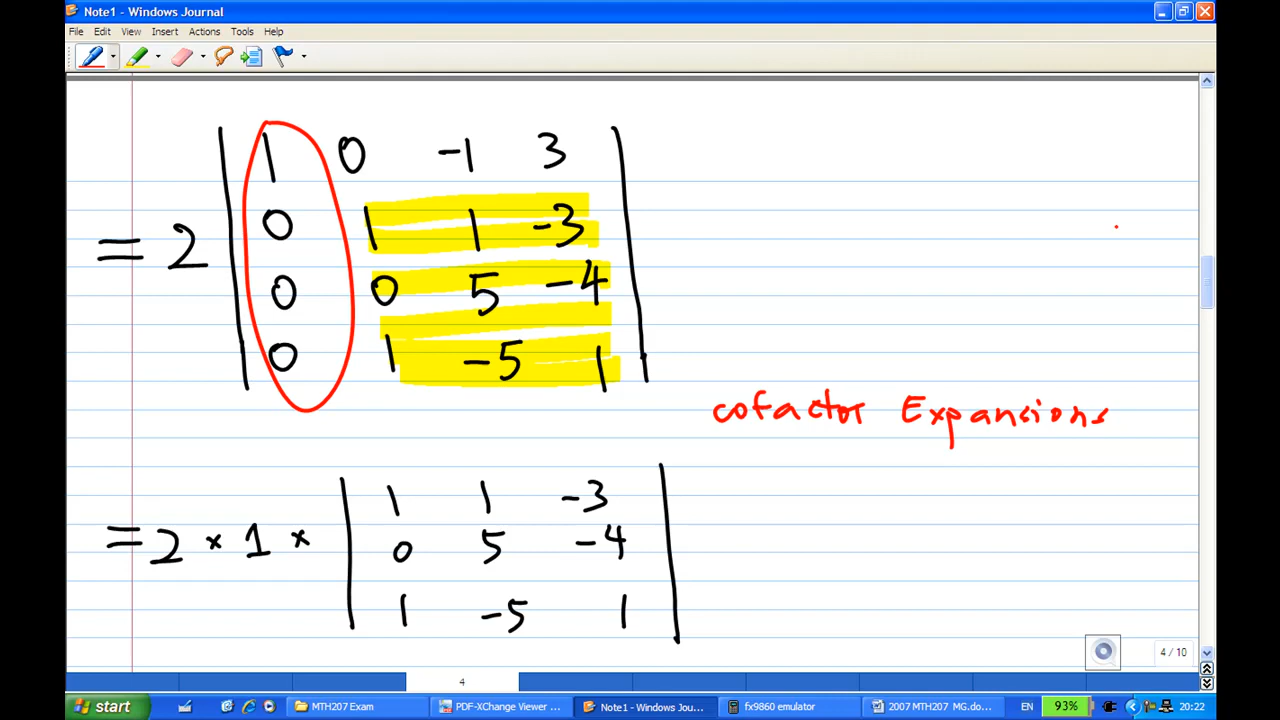 Note1 - Windows Journal
File Edit View Insert Actions Tools Help
1 0 -1 3
0 1 1 -3
= 2
0 0 5 -4
0 1 -5 1
cofactor Expansions
1 1 -3
= 2 × 1 × 0 5 -4
1 -5 1
4 / 10
4
start MTH207 Exam PDF-XChange Viewer ... Note1 - Windows Jou... fx9860 emulator 2007 MTH207 MG.do... EN 93% 20:22